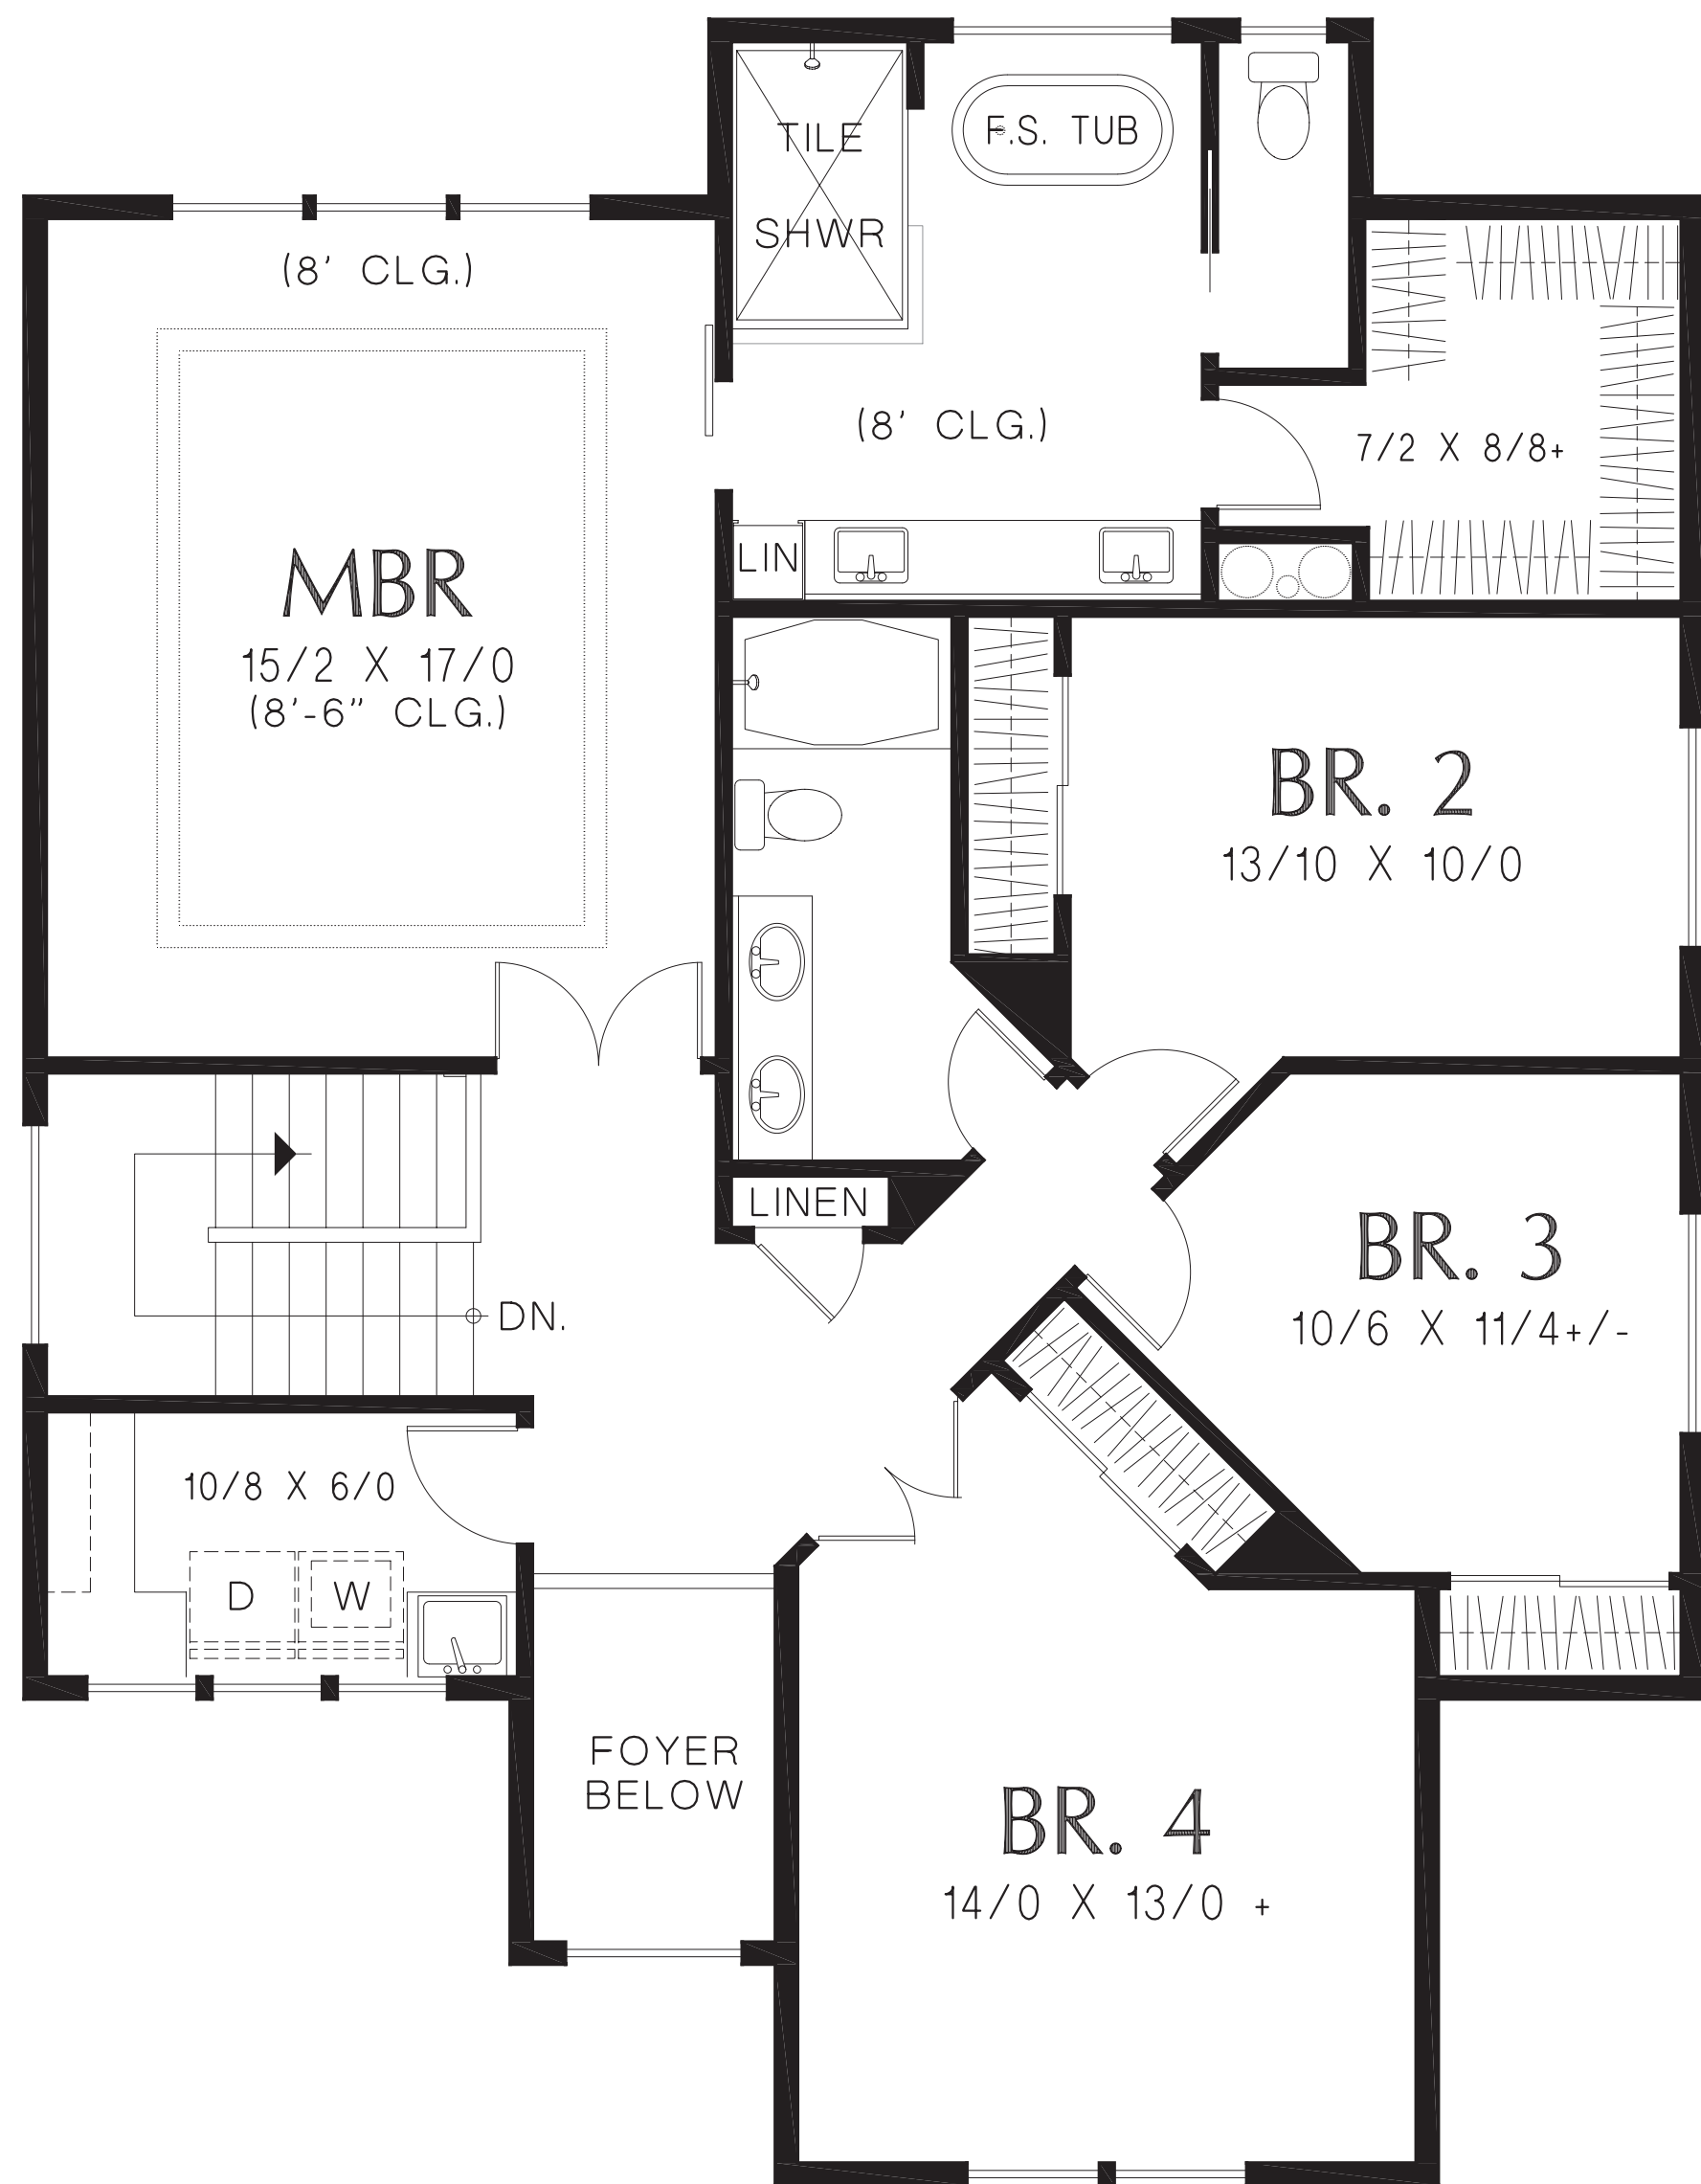 TILE
SHWR
F.S. TUB
(8' CLG.)
(8' CLG.)
7/2 X 8/8+
LIN
MBR
15/2 X 17/0
(8'-6" CLG.)
BR. 2
13/10 X 10/0
LINEN
BR. 3
10/6 X 11/4+/-
DN.
10/8 X 6/0
D
W
FOYER
BELOW
BR. 4
14/0 X 13/0 +